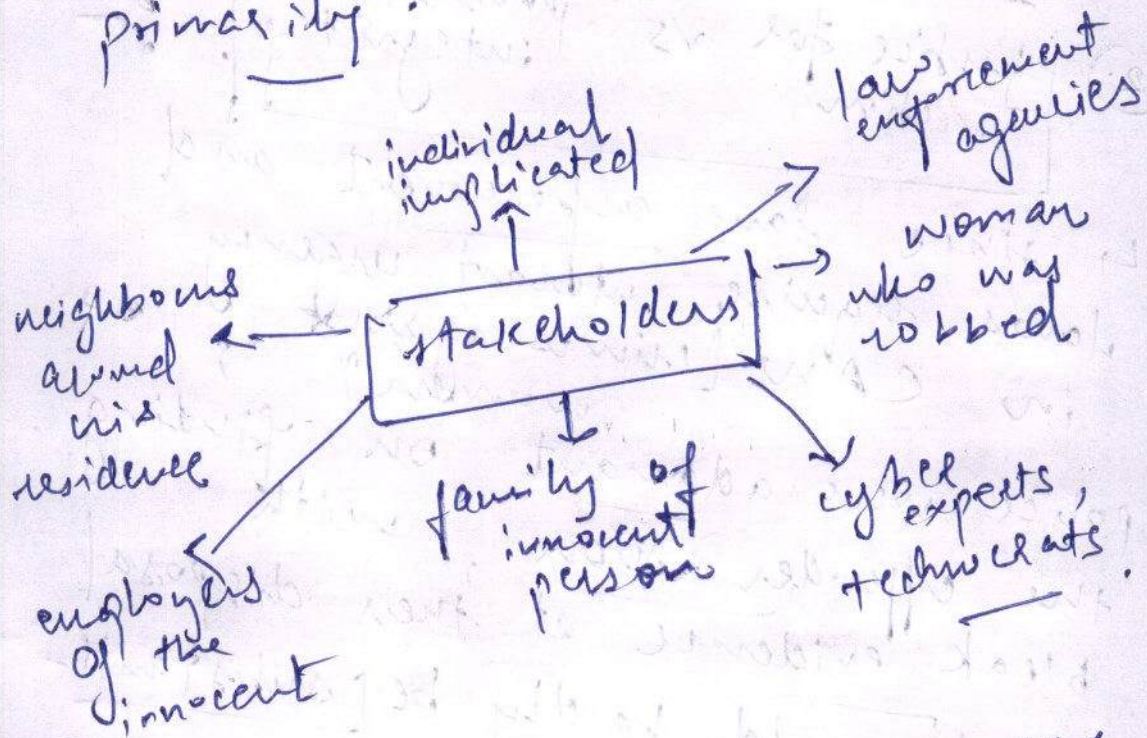 primarily.
individual
implicated
law
enforcement
agencies
woman
who was
robbed
stakeholders
neighbours
around
his
residence
family of
innocent
person
cyber
experts,
technocrats.
employers
of the
innocent